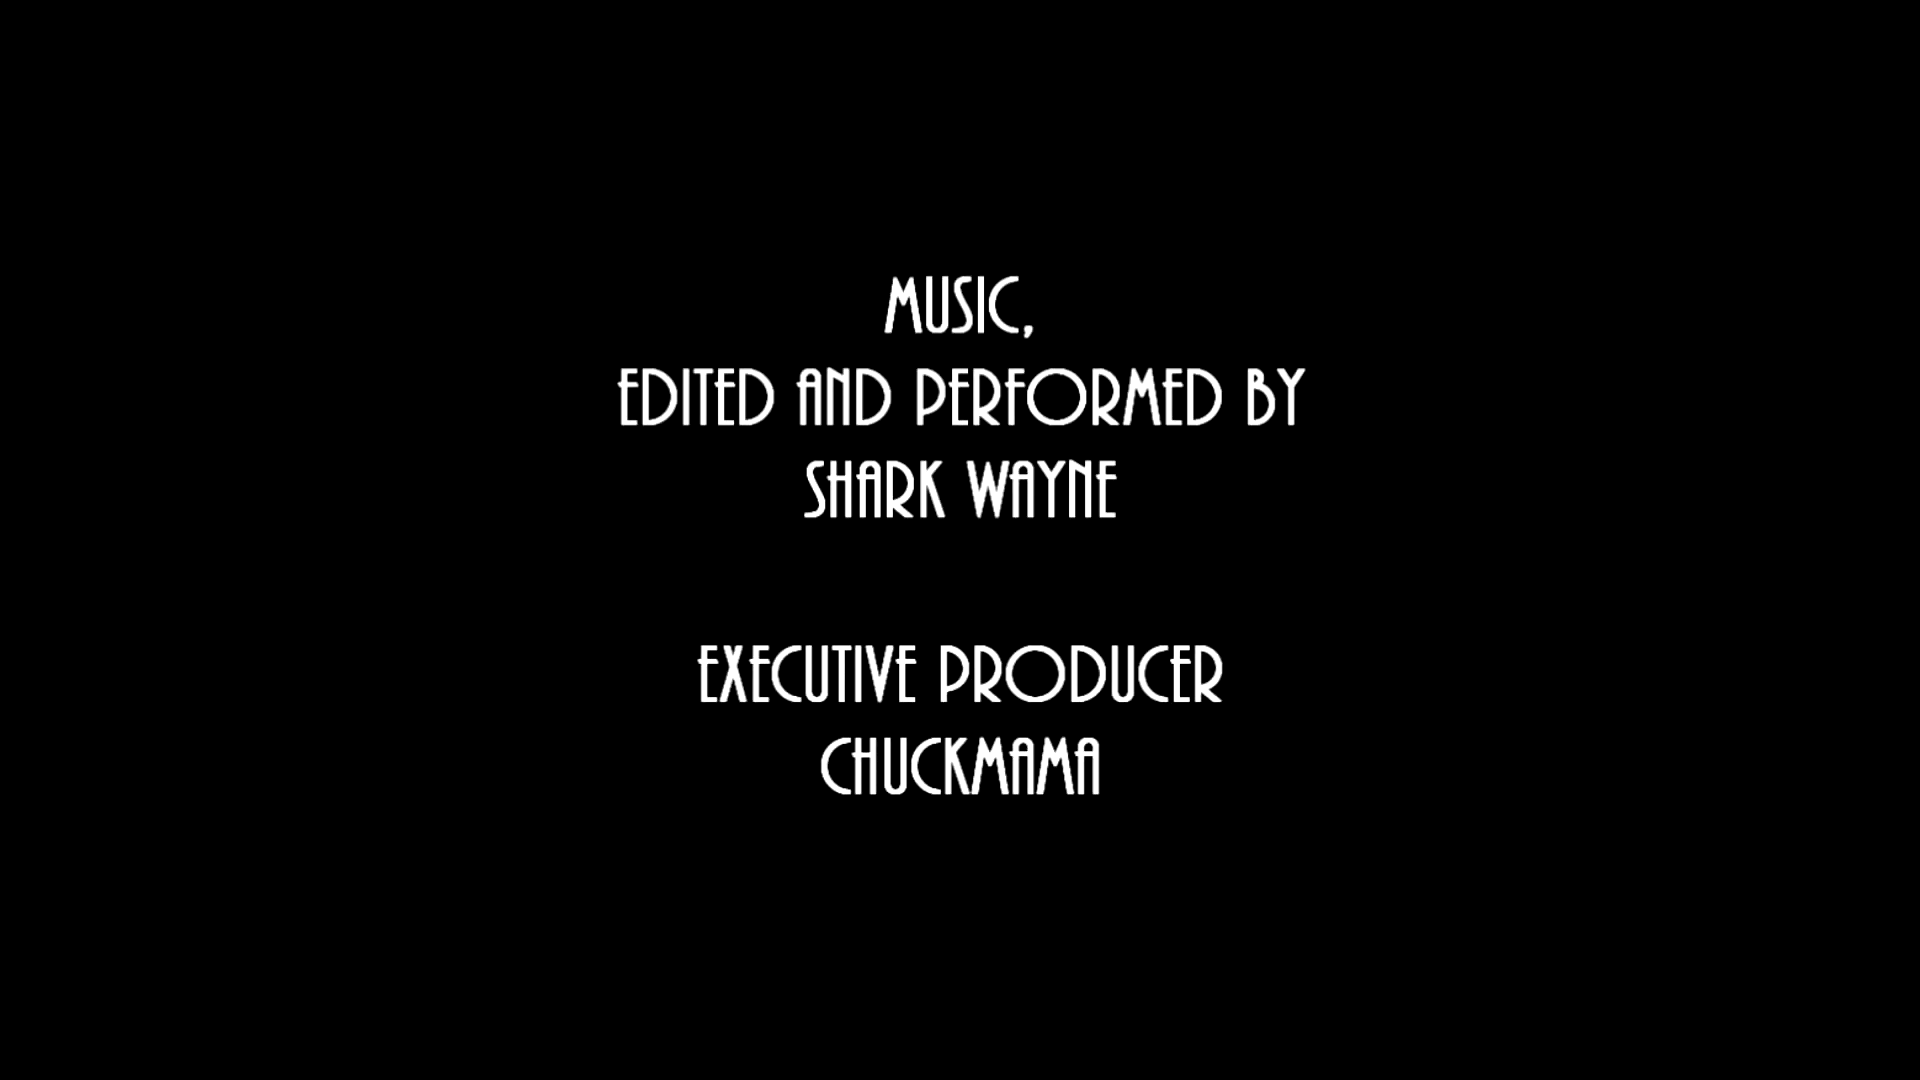 MUSIC,
EDITED AND PERFORMED BY
SHARK WAYNE
EXECUTIVE PRODUCER
CHUCKMAMA